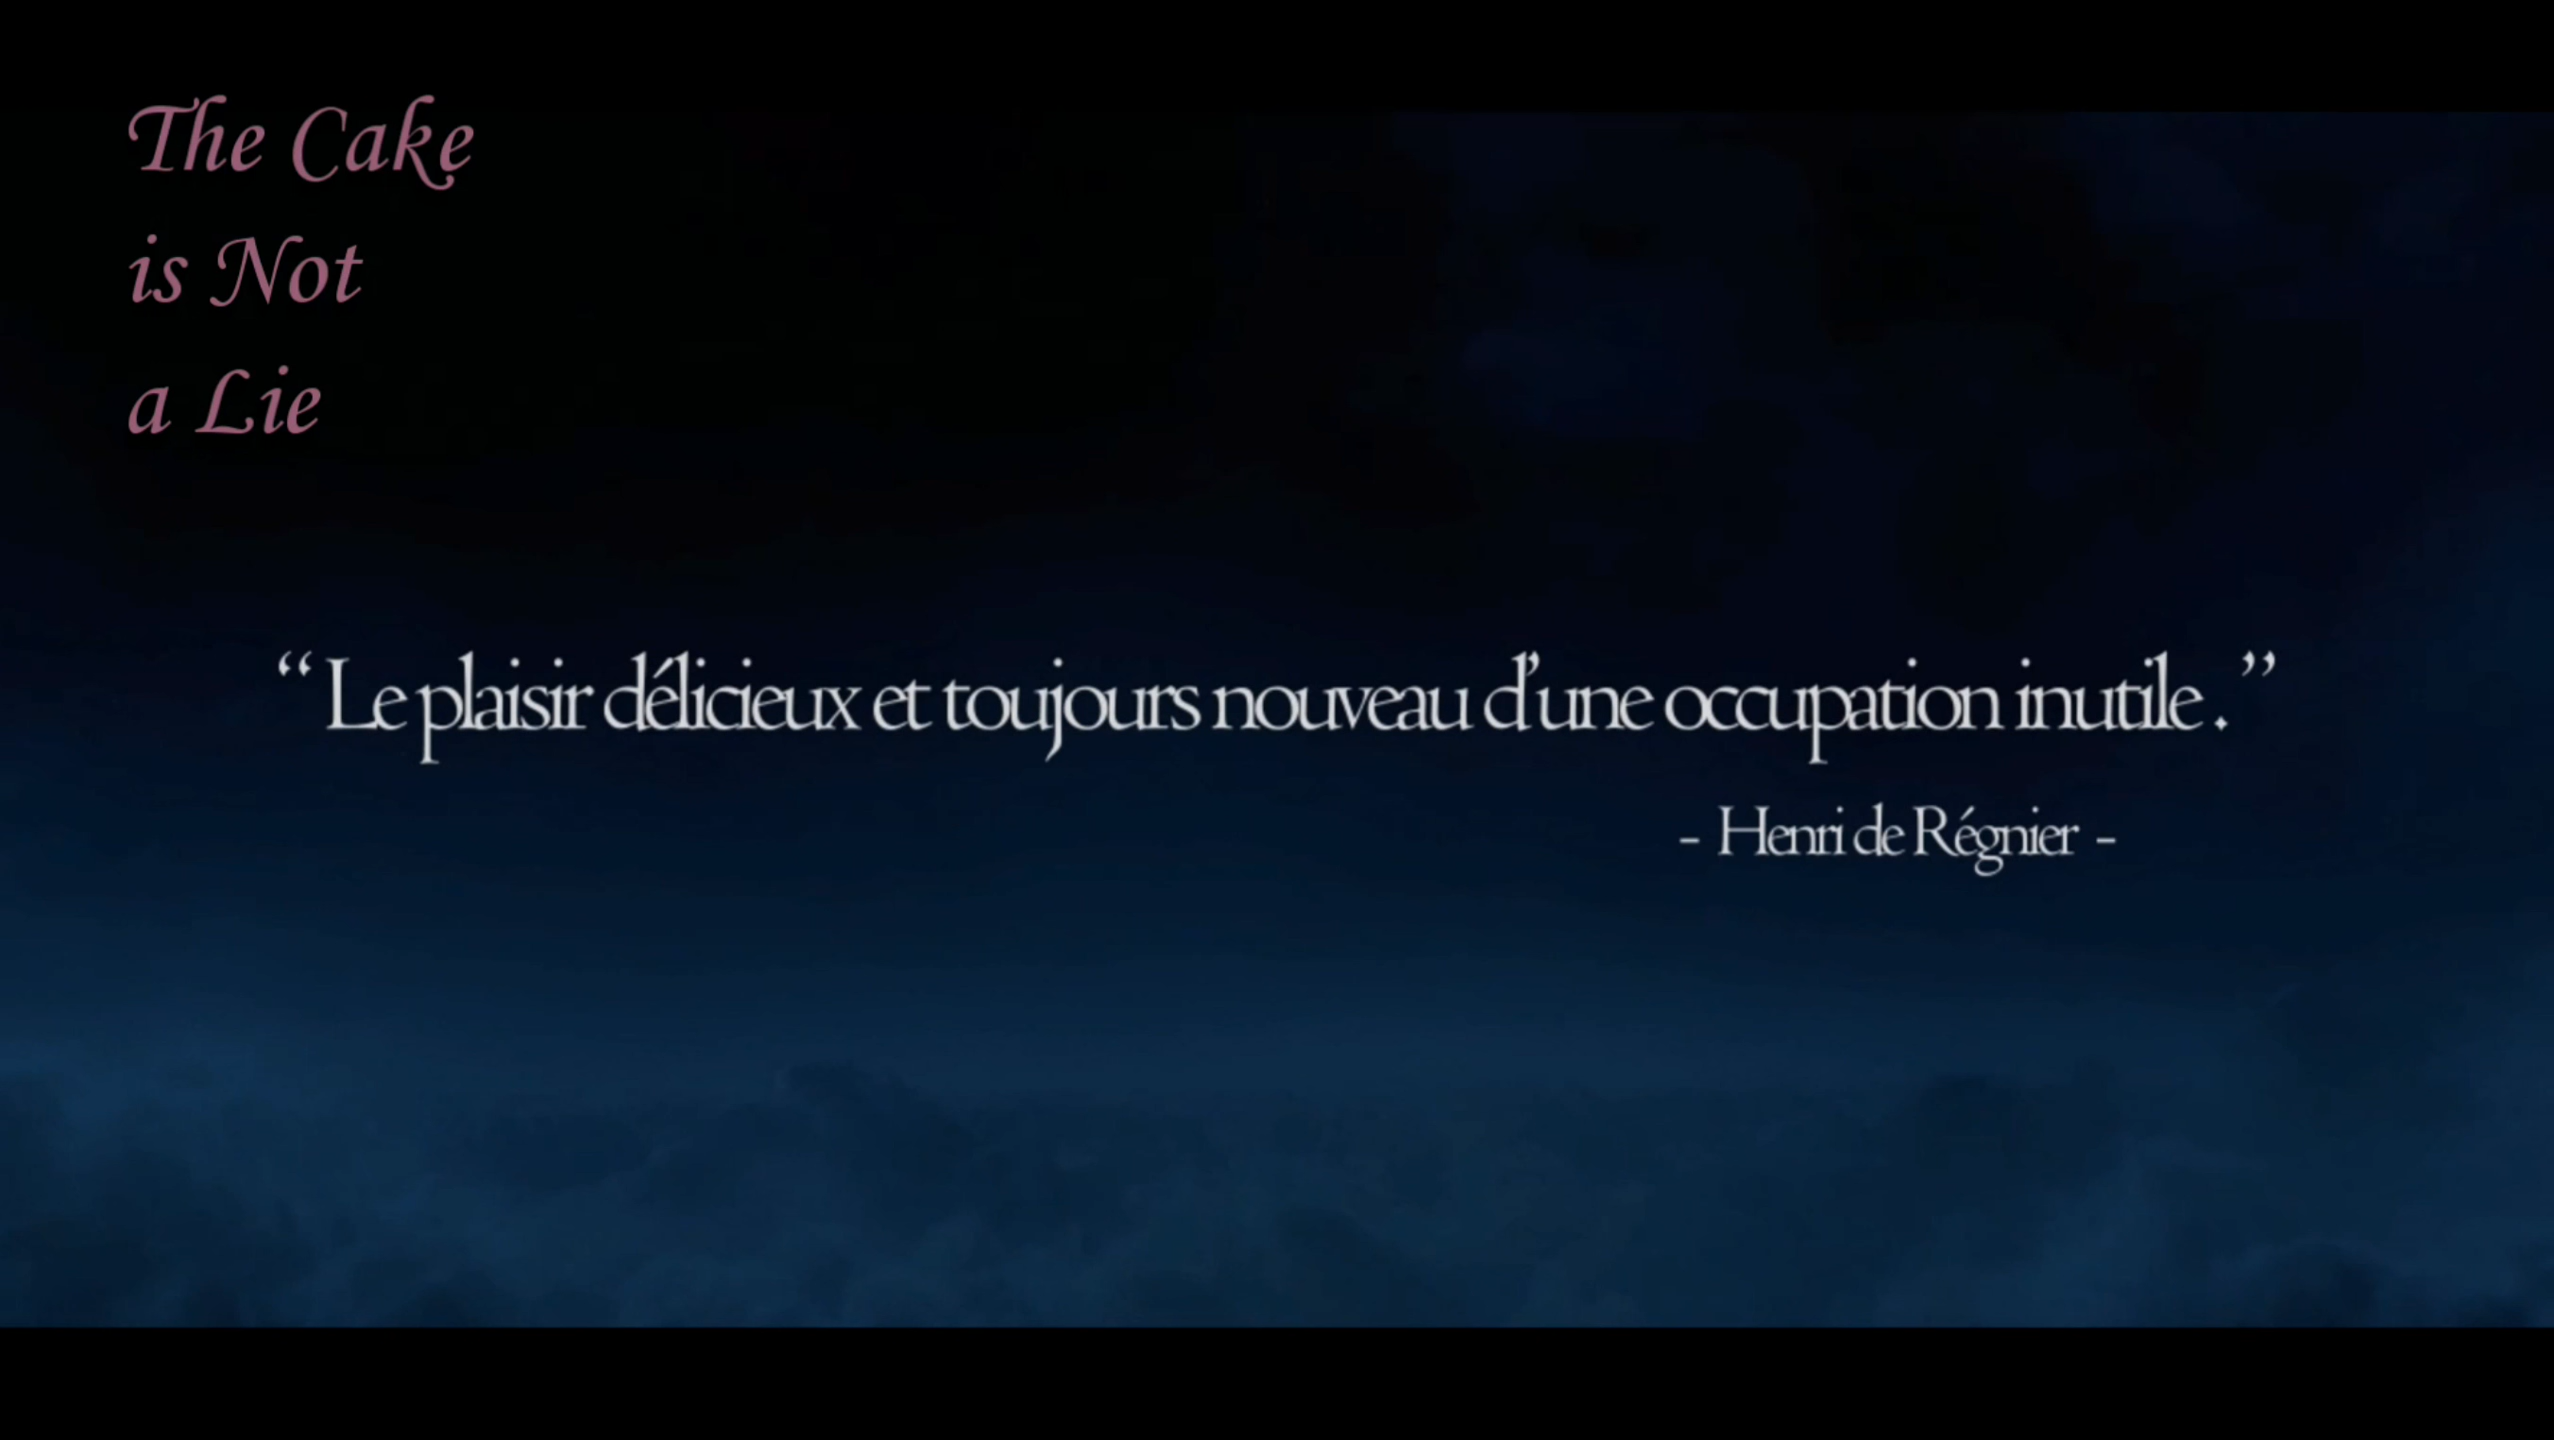 The Cake
is Not
a Lie
“Le plaisir délicieux et toujours nouveau d’une occupation inutile.”
- Henri de Régnier -